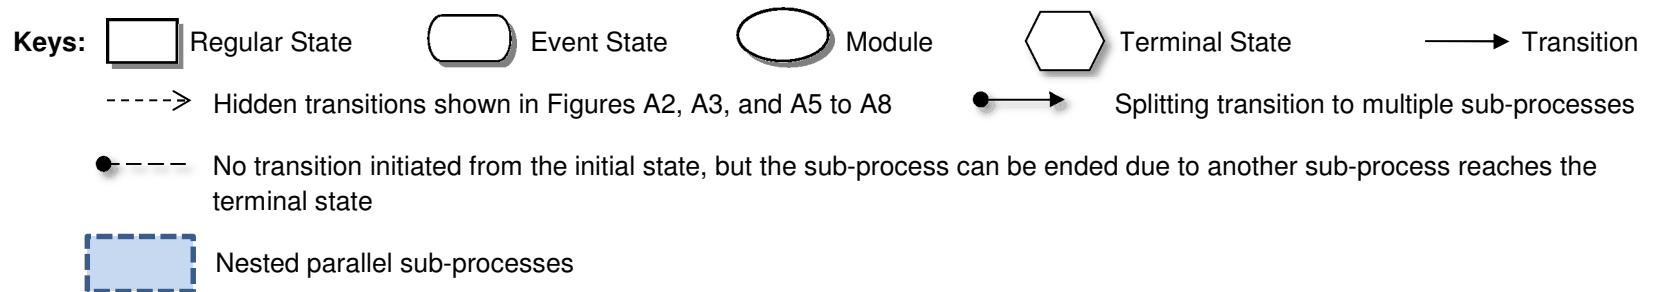 Keys: Regular State Event State Module Terminal State Transition
Hidden transitions shown in Figures A2, A3, and A5 to A8 Splitting transition to multiple sub-processes
No transition initiated from the initial state, but the sub-process can be ended due to another sub-process reaches the
terminal state
Nested parallel sub-processes